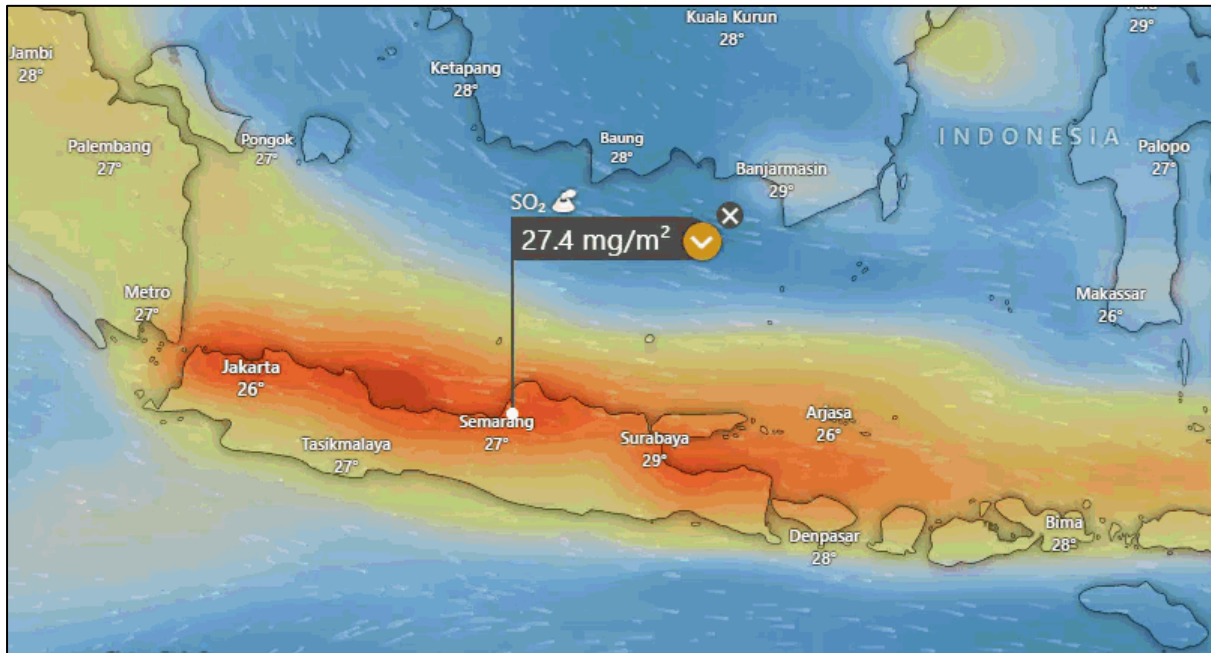 Kuala Kurun
28°
29°
Jambi
28°
Ketapang
28°
INDONESIA
Palembang
27°
Pongok
27°
Baung
28°
Banjarmasin
29°
Palopo
27°
SO₂
27.4 mg/m²
Metro
27°
Makassar
26°
Jakarta
26°
Semarang
27°
Tasikmalaya
27°
Surabaya
29°
Arjasa
26°
Denpasar
28°
Bima
28°